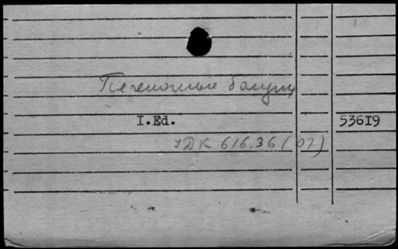 Печеночные болезни
I.Ed. 53619
УДК 616.36 (07)